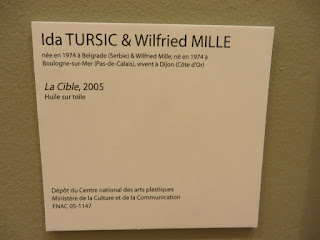 Ida TURSIC & Wilfried MILLE
née en 1974 à Belgrade (Serbie) & Wilfried Mille, né en 1974 à
Boulogne-sur-Mer (Pas-de-Calais), vivent à Dijon (Côte d'Or)
La Cible, 2005
Huile sur toile
Dépôt du Centre national des arts plastiques
Ministère de la Culture et de la Communication
FNAC 05-1147